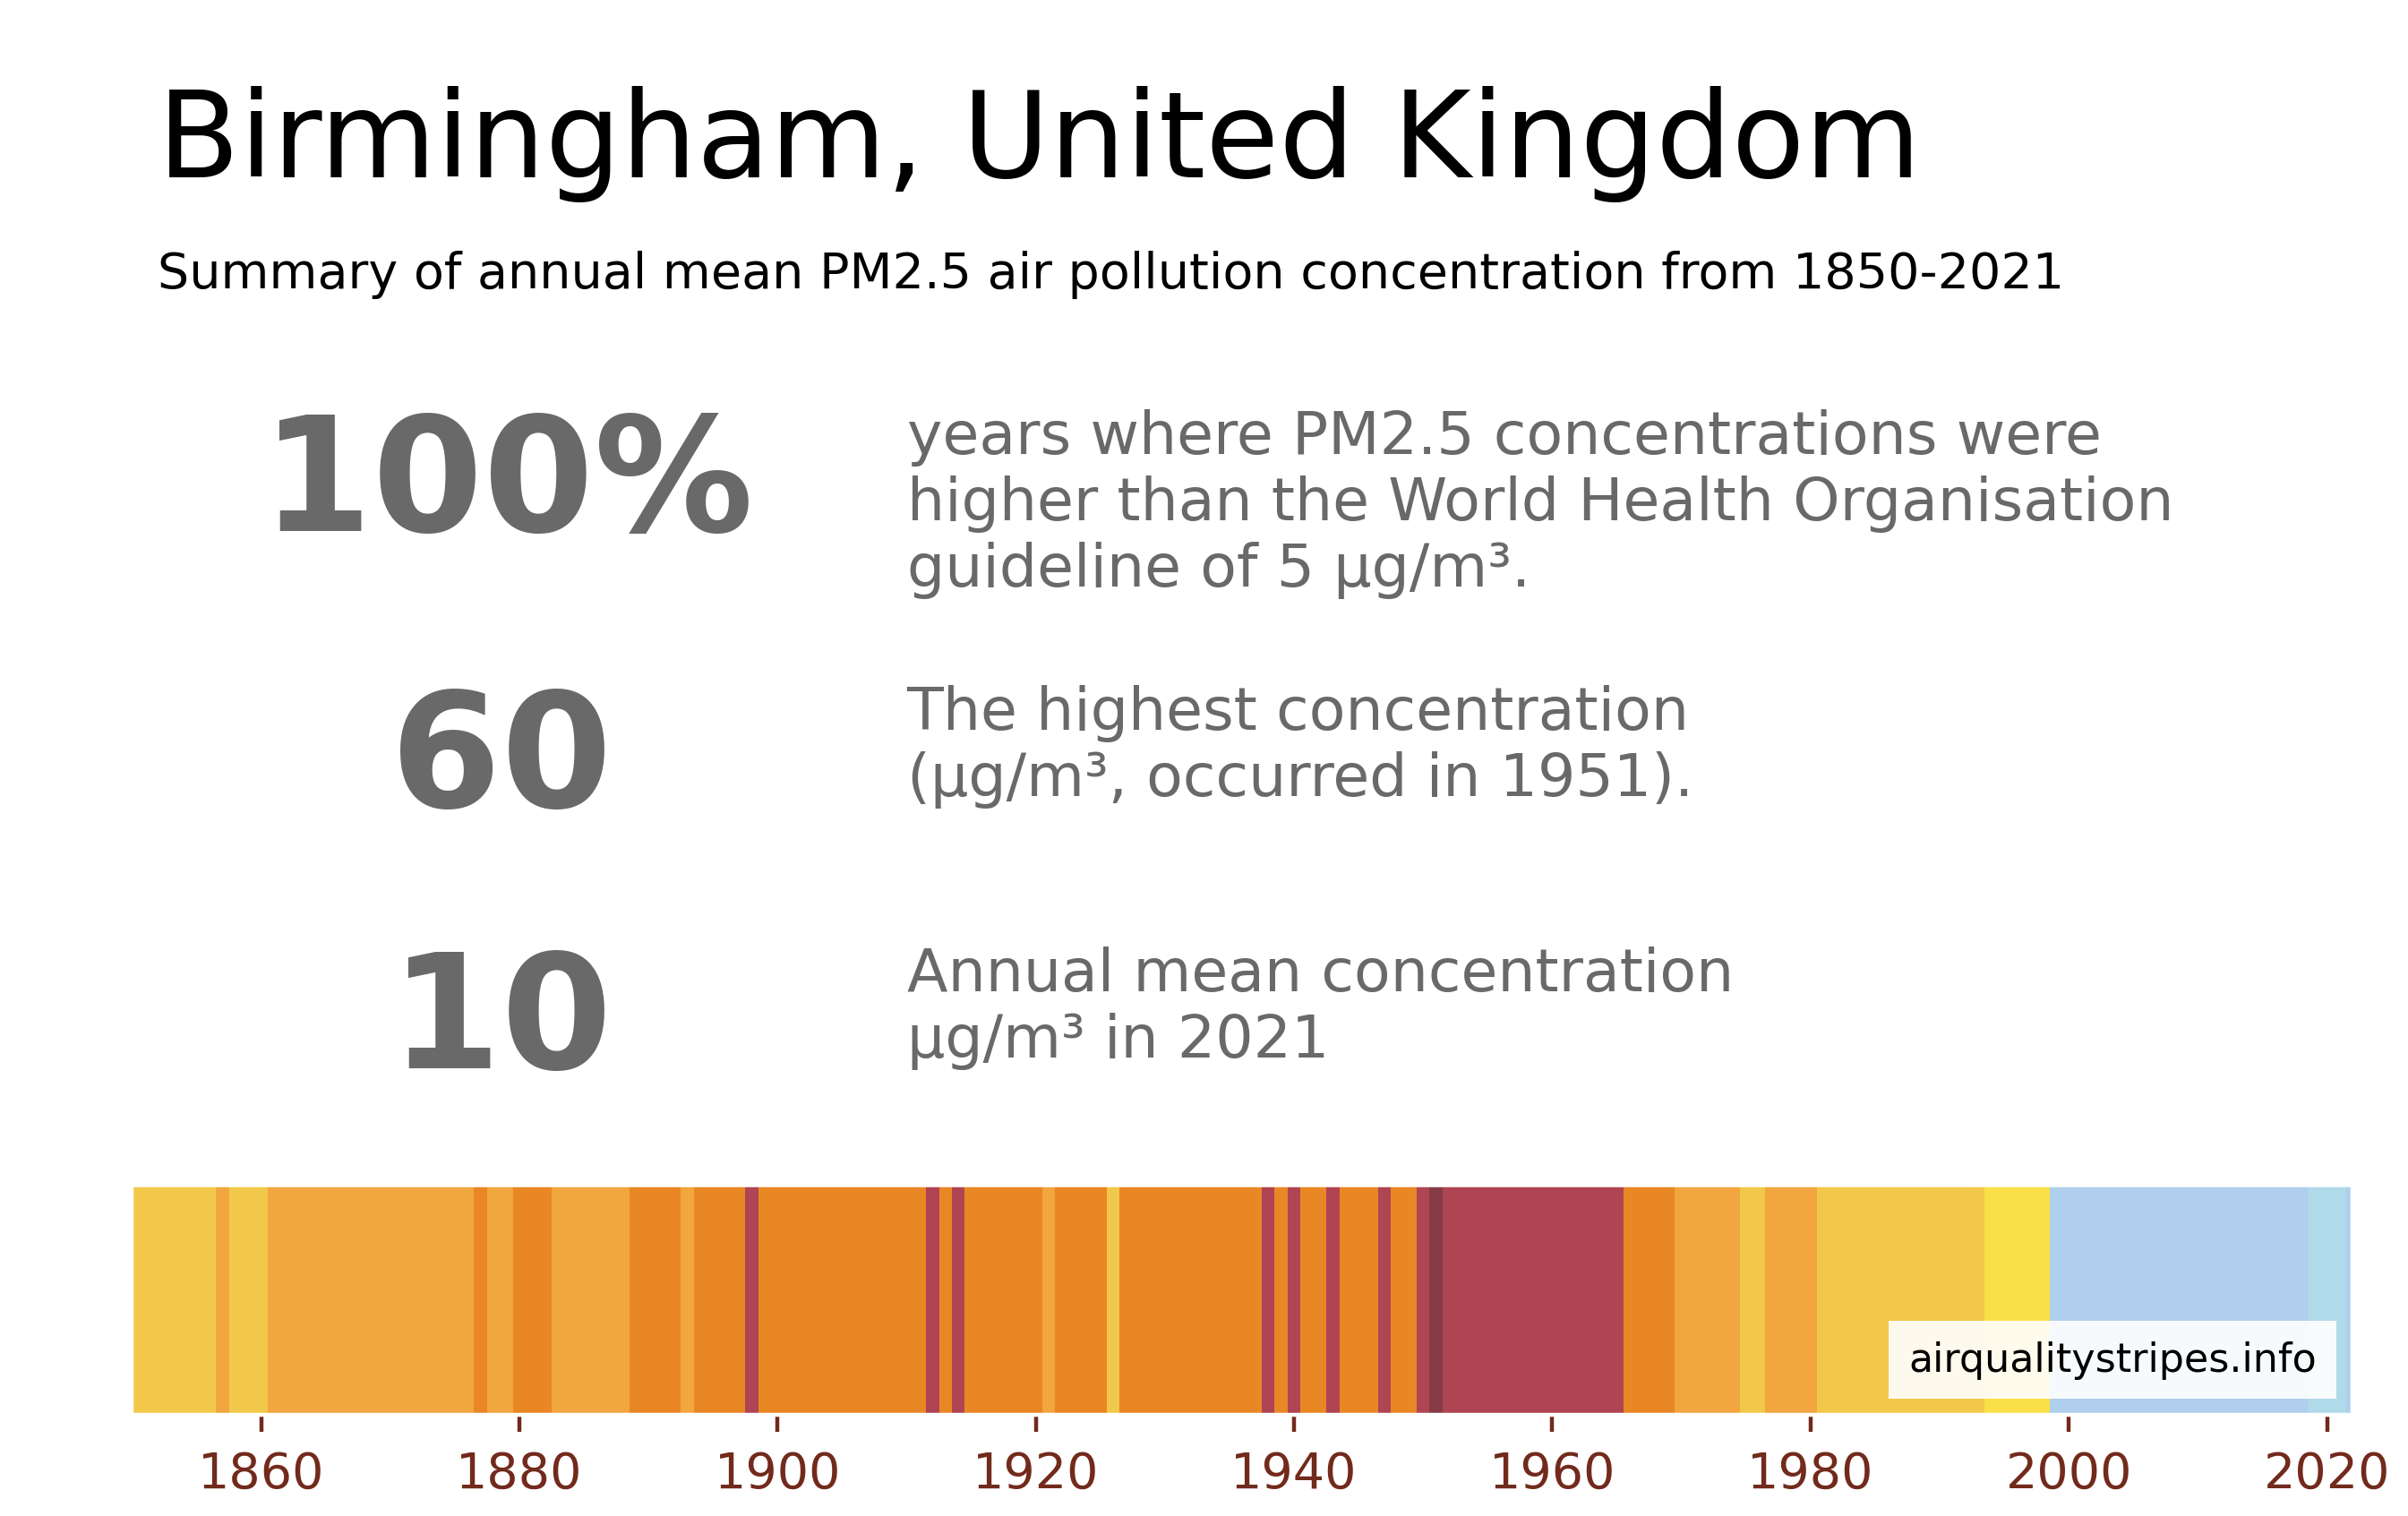 Birmingham, United Kingdom
Summary of annual mean PM2.5 air pollution concentration from 1850-2021
100%
years where PM2.5 concentrations were
higher than the World Health Organisation
guideline of 5 µg/m³.
60
The highest concentration
(µg/m³, occurred in 1951).
10
Annual mean concentration
µg/m³ in 2021
airqualitystripes.info
1860 1880 1900 1920 1940 1960 1980 2000 2020